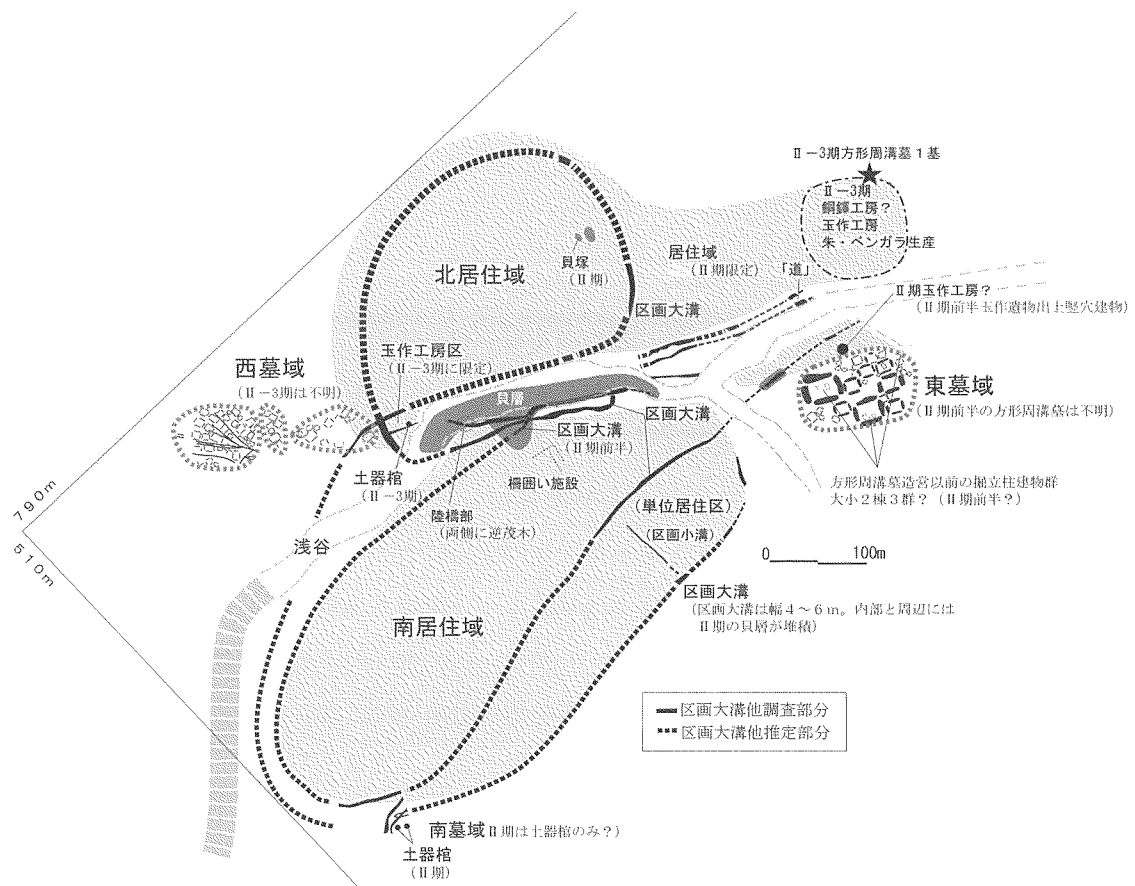 Ⅱ−3期方形周溝墓１基
Ⅱ−3期
銅鐸工房？
玉作工房
朱・ベンガラ生産
居住域
（Ⅱ期限定）
「道」
貝塚
（Ⅱ期）
北居住域
区画大溝
Ⅱ期玉作工房？
（Ⅱ期前半玉作遺物出土竪穴建物）
玉作工房区
（Ⅱ−3期に限定）
西墓域
（Ⅱ−3期は不明）
東墓域
（Ⅱ期前半の方形周溝墓は不明）
貝層
区画大溝
区画大溝
（Ⅱ期前半）
柵囲い施設
土器棺
（Ⅱ−3期）
陸橋部
（両側に逆茂木）
方形周溝墓造営以前の掘立柱建物群
大小２棟３群？（Ⅱ期前半？）
（単位居住区）
（区画小溝）
790m
510m
浅谷
0 100m
区画大溝
（区画大溝は幅４〜６ｍ。内部と周辺には
Ⅱ期の貝層が堆積）
南居住域
区画大溝他調査部分
区画大溝他推定部分
南墓域 Ⅱ期は土器棺のみ？）
土器棺
（Ⅱ期）